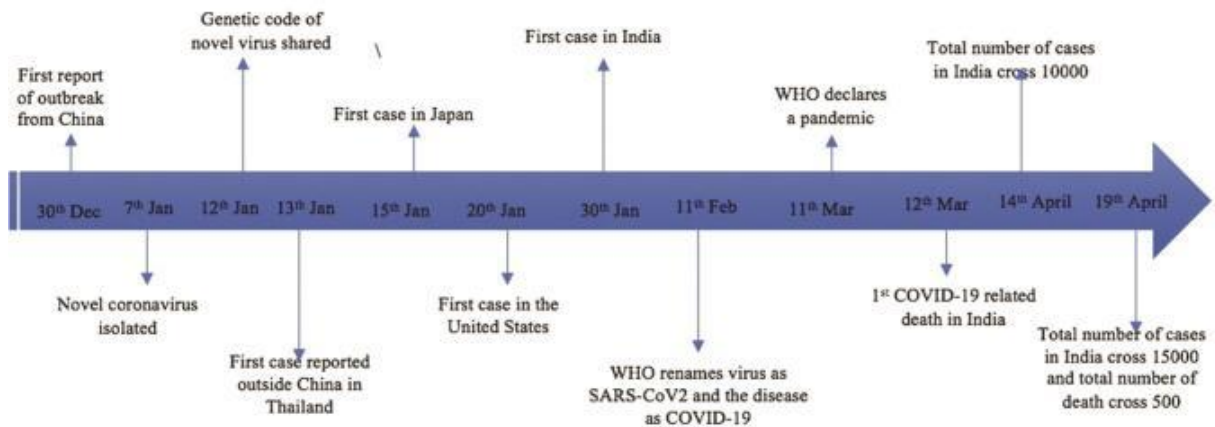 Genetic code of
novel virus shared
\
First case in India
Total number of cases
in India cross 10000
First report
of outbreak
from China
First case in Japan
WHO declares
a pandemic
30th Dec
7th Jan
12th Jan
13th Jan
15th Jan
20th Jan
30th Jan
11th Feb
11th Mar
12th Mar
14th April
19th April
Novel coronavirus
isolated
First case reported
outside China in
Thailand
First case in the
United States
WHO renames virus as
SARS-CoV2 and the disease
as COVID-19
1st COVID-19 related
death in India
Total number of cases
in India cross 15000
and total number of
death cross 500